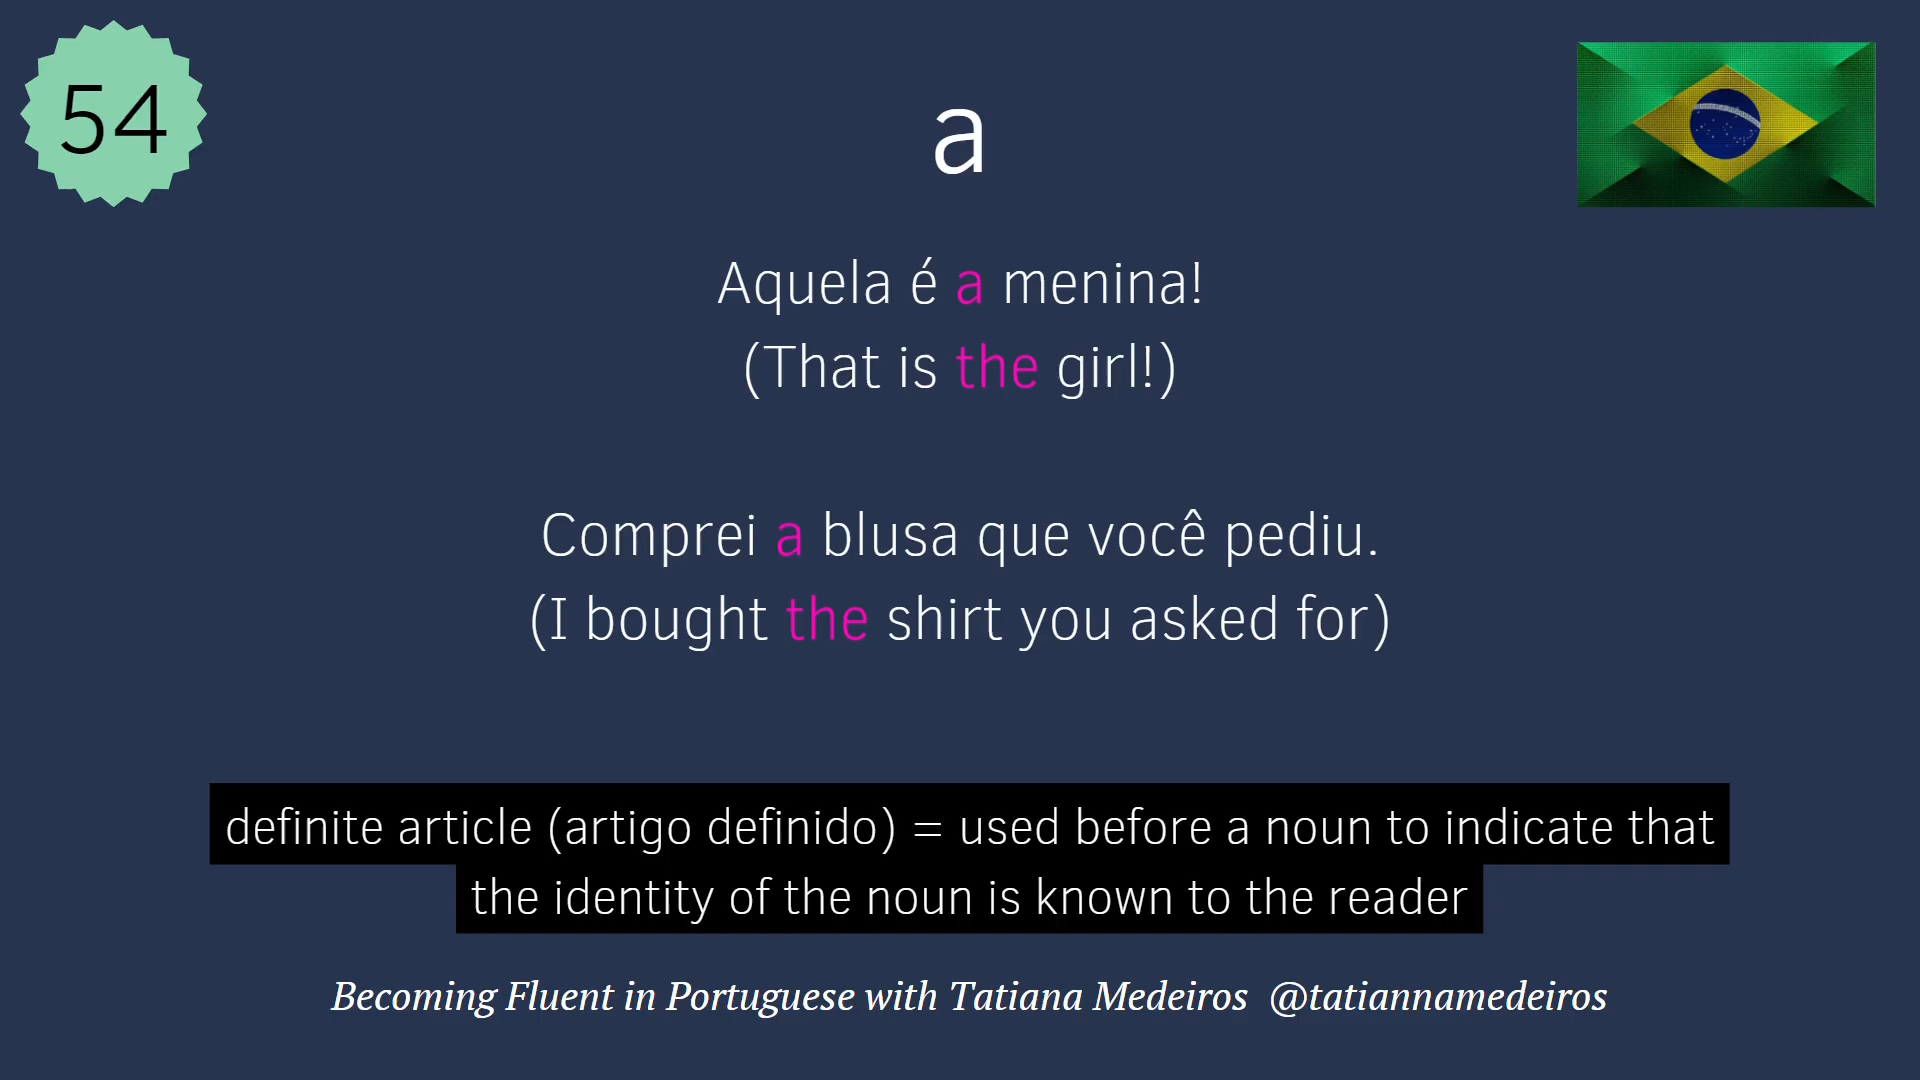 54
a
Aquela é a menina!
(That is the girl!)
Comprei a blusa que você pediu.
(I bought the shirt you asked for)
definite article (artigo definido) = used before a noun to indicate that
the identity of the noun is known to the reader
Becoming Fluent in Portuguese with Tatiana Medeiros @tatiannamedeiros